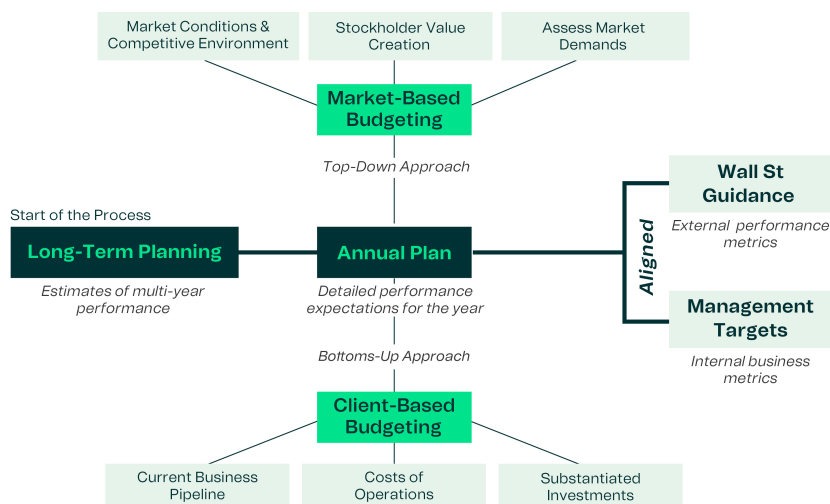 Market Conditions &
Competitive Environment
Stockholder Value
Creation
Assess Market
Demands
Market-Based
Budgeting
Top-Down Approach
Start of the Process
Long-Term Planning
Estimates of multi-year
performance
Annual Plan
Detailed performance
expectations for the year
Aligned
Wall St
Guidance
External performance
metrics
Management
Targets
Internal business
metrics
Bottoms-Up Approach
Client-Based
Budgeting
Current Business
Pipeline
Costs of
Operations
Substantiated
Investments